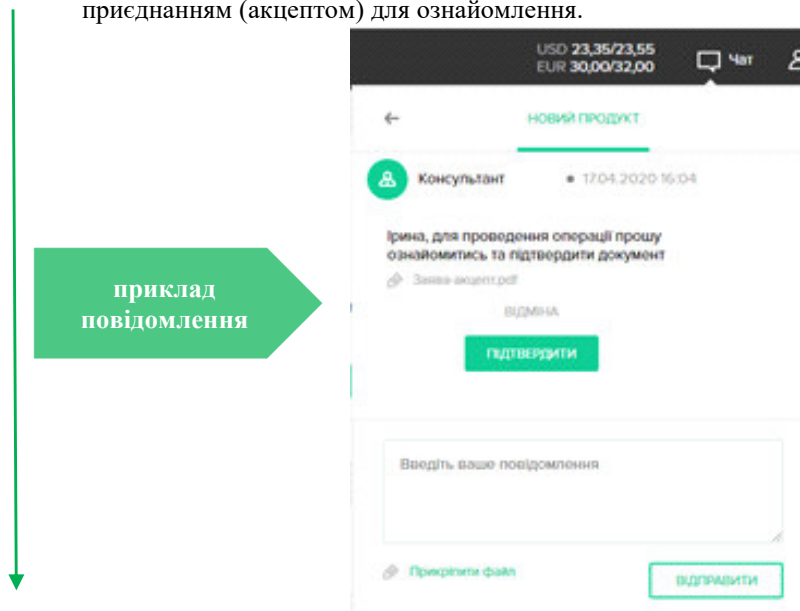 приєднанням (акцептом) для ознайомлення.
USD 23,35/23,55
EUR 30,00/32,00
Чат
НОВИЙ ПРОДУКТ
Консультант
17.04.2020 16:04
Ірина, для проведення операції прошу
ознайомитись та підтвердити документ
Заява-акцепт.pdf
ВІДМІНА
приклад
повідомлення
ПІДТВЕРДИТИ
Введіть ваше повідомлення
Прикріпити файл
ВІДПРАВИТИ